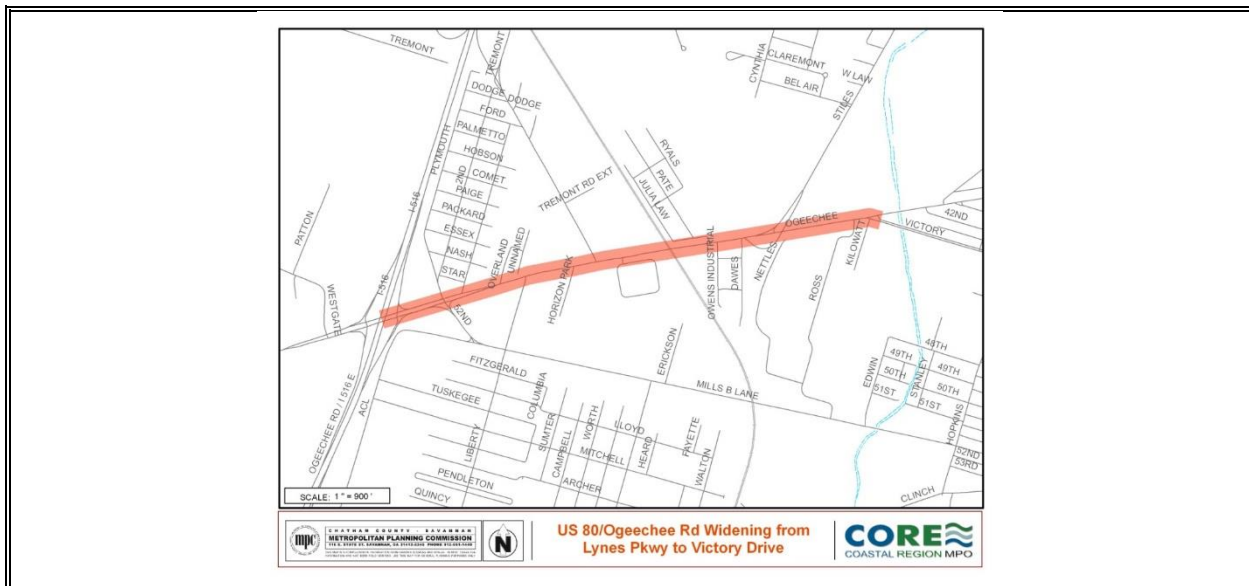 TREMONT
TREMONT
CYNTHIA
CLAREMONT
W LAW
BEL AIR
STILES
DODGE
DODGE
FORD
PALMETTO
HOBSON
COMET
2ND
PAIGE
PACKARD
ESSEX
NASH
STAR
PLYMOUTH
I-516
I-516
PATTON
WESTGATE
TREMONT RD EXT
RYALS
PATE
JULIA LAW
OVERLAND
UNNAMED
HORIZON PARK
OWENS INDUSTRIAL
DAWES
NETTLES
OGEECHEE
ROSS
KILOWATT
42ND
VICTORY
52ND
FITZGERALD
ERICKSON
MILLS B LANE
EDWIN
48TH
49TH
49TH
50TH
50TH
51ST
51ST
STANLEY
HOPKINS
52ND
53RD
CLINCH
OGEECHEE RD / I 516 E
ACL
TUSKEGEE
COLUMBIA
LIBERTY
SUMTER
CAMPBELL
WORTH
LLOYD
MITCHELL
HEARD
FAYETTE
WALTON
ARCHER
PENDLETON
QUINCY
SCALE: 1 " = 900 '
mpc
CHATHAM COUNTY - SAVANNAH
METROPOLITAN PLANNING COMMISSION
N
US 80/Ogeechee Rd Widening from
Lynes Pkwy to Victory Drive
CORE
COASTAL REGION MPO